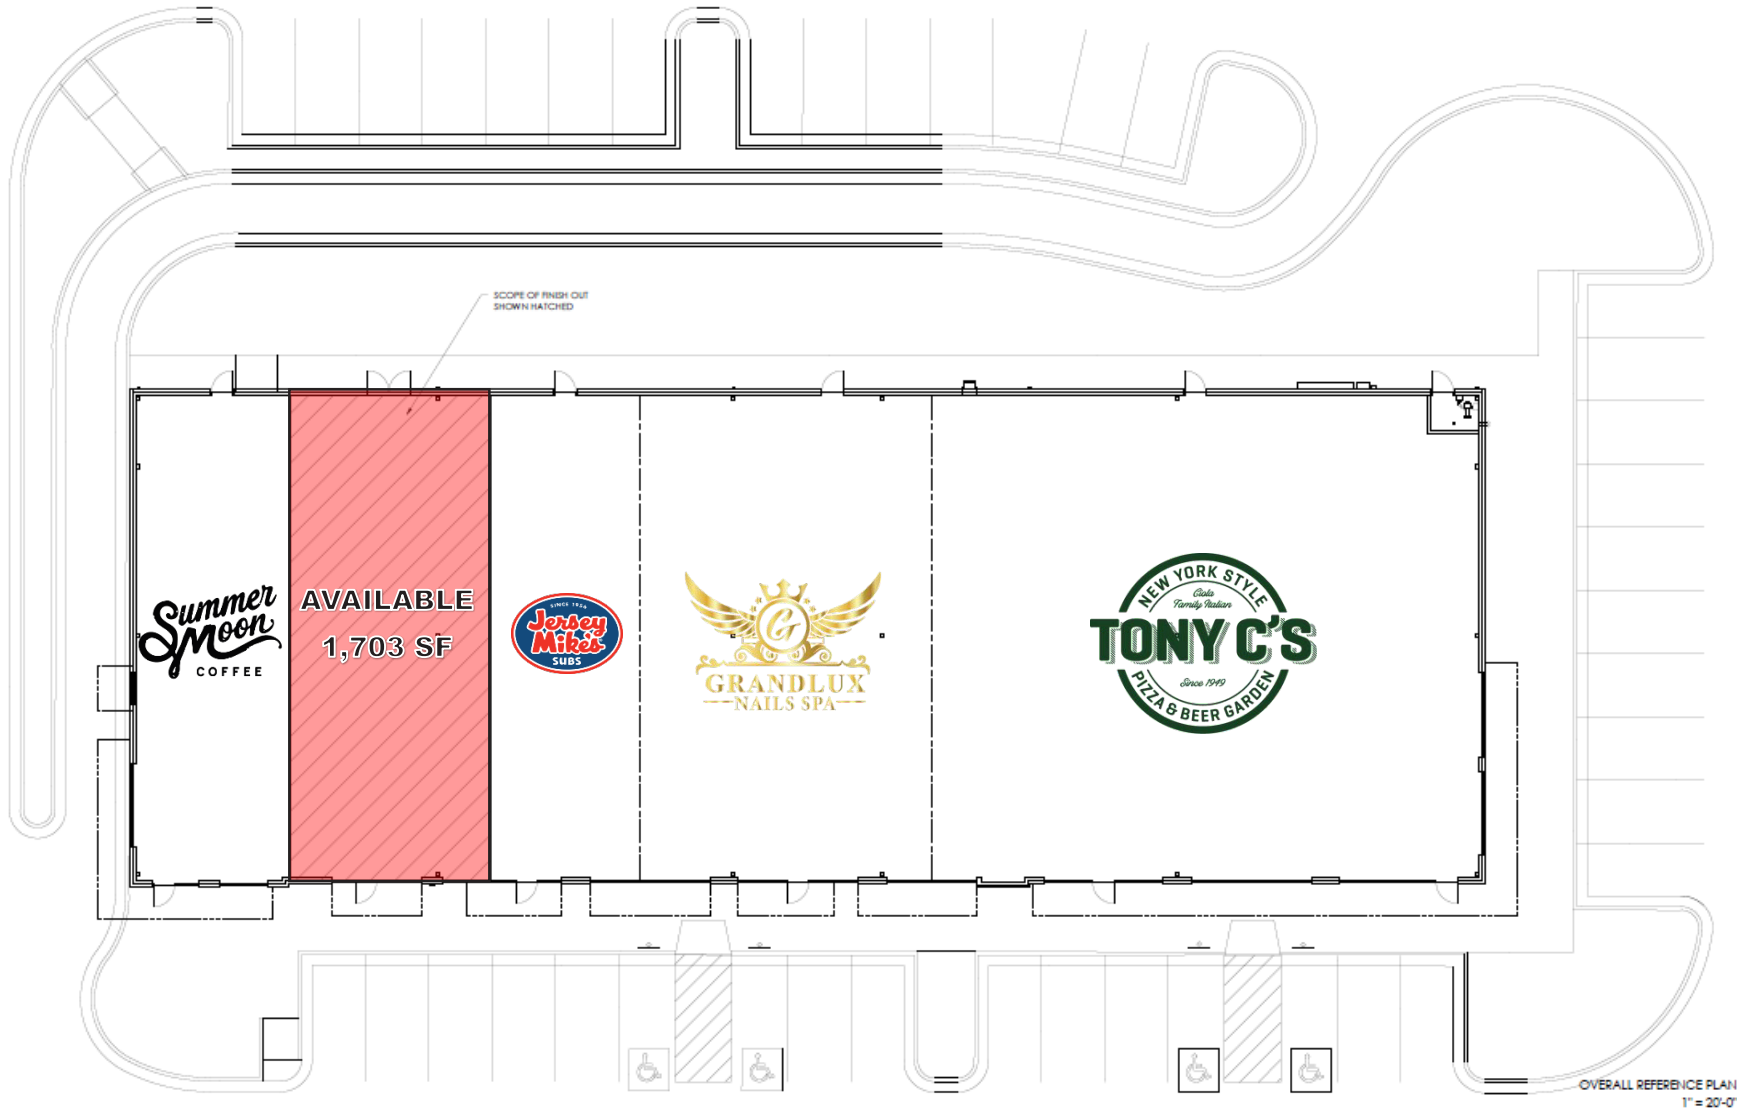 SCOPE OF FINISH OUT
SHOWN HATCHED
Summer
Moon
COFFEE
AVAILABLE
1,703 SF
SINCE 1956
Jersey
Mike's
SUBS
G
GRANDLUX
NAILS SPA
NEW YORK STYLE
Ciola
Family Italian
TONY C'S
Since 1949
PIZZA & BEER GARDEN
OVERALL REFERENCE PLAN
1" = 20'-0"